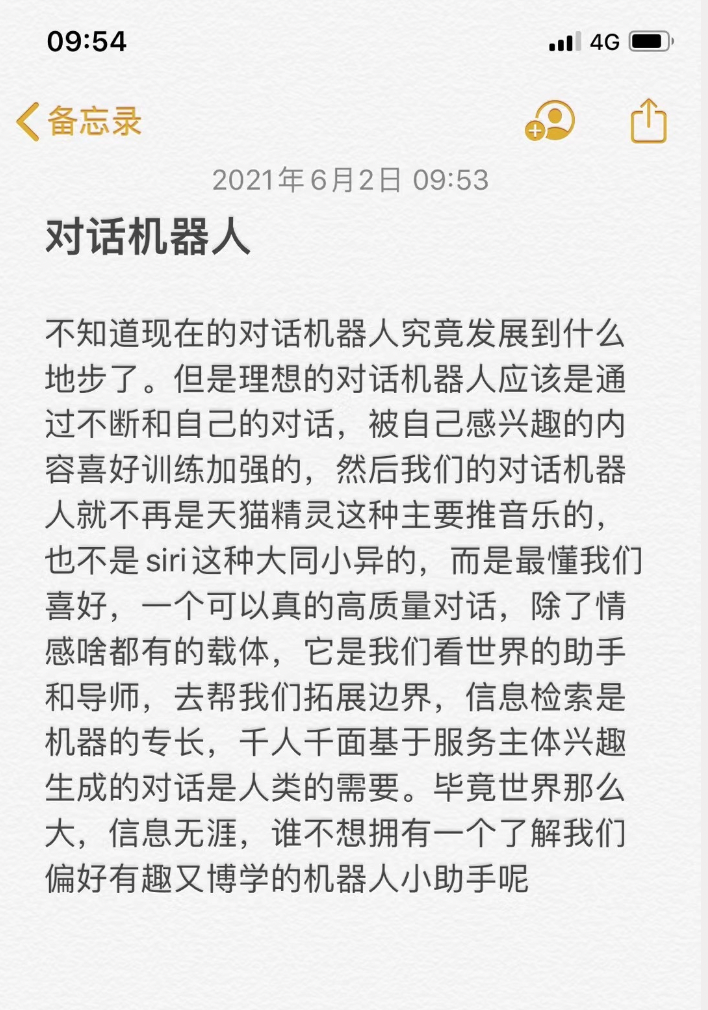 09:54
4G
备忘录
2021年6月2日 09:53
对话机器人
不知道现在的对话机器人究竟发展到什么
地步了。但是理想的对话机器人应该是通
过不断和自己的对话，被自己感兴趣的内
容喜好训练加强的，然后我们的对话机器
人就不再是天猫精灵这种主要推音乐的，
也不是siri这种大同小异的，而是最懂我们
喜好，一个可以真的高质量对话，除了情
感啥都有的载体，它是我们看世界的助手
和导师，去帮我们拓展边界，信息检索是
机器的专长，千人千面基于服务主体兴趣
生成的对话是人类的需要。毕竟世界那么
大，信息无涯，谁不想拥有一个了解我们
偏好有趣又博学的机器人小助手呢